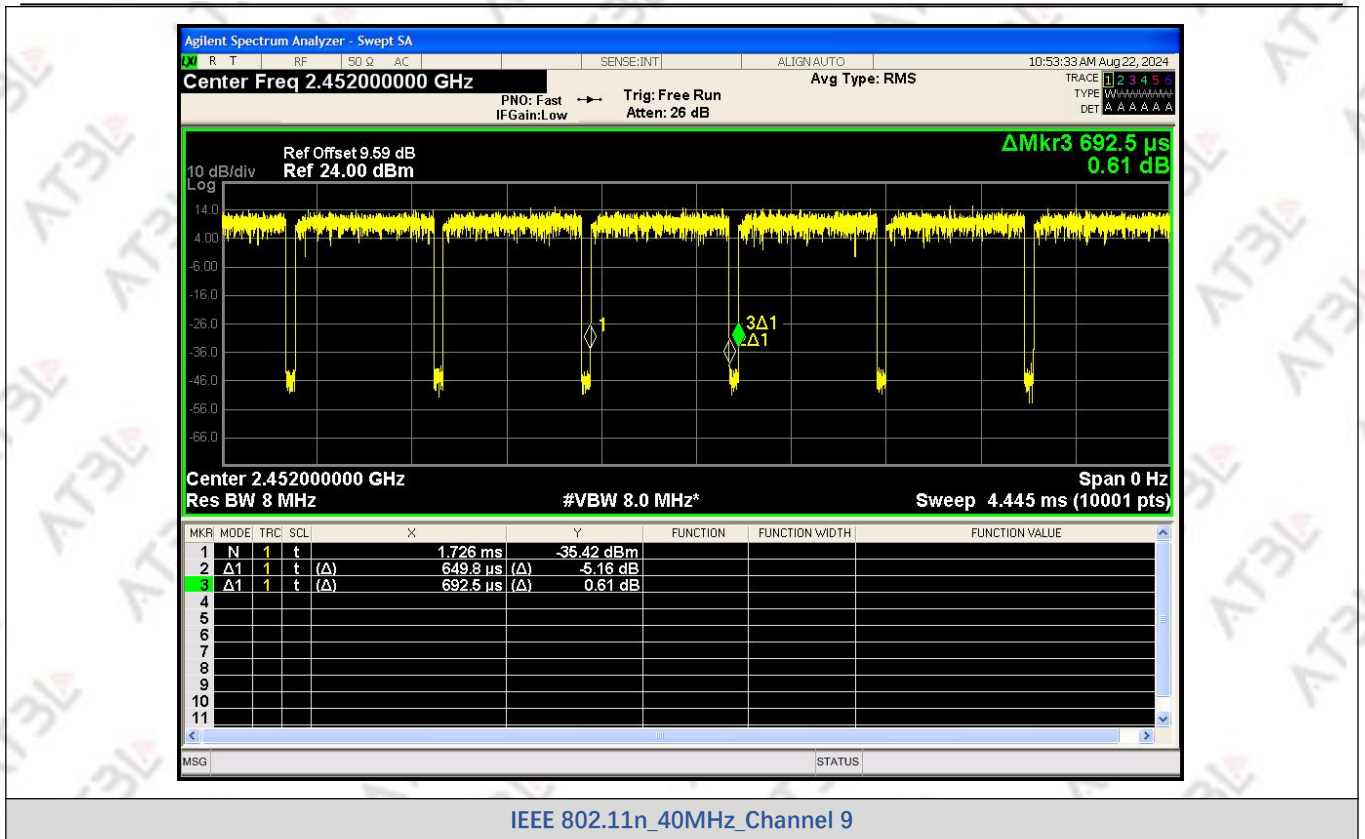 Agilent Spectrum Analyzer - Swept SA
LXI R T RF 50 Ω AC SENSE:INT ALIGN AUTO 10:53:33 AM Aug 22, 2024
Center Freq 2.452000000 GHz Avg Type: RMS TRACE 1 2 3 4 5 6
PNO: Fast Trig: Free Run TYPE WWWWWW
IFGain:Low Atten: 26 dB DET A A A A A A
ΔMkr3 692.5 µs
Ref Offset 9.59 dB
10 dB/div Ref 24.00 dBm 0.61 dB
Log
14.0
4.00
-6.00
-16.0
-26.0
1
3Δ1
Δ1
-36.0
-46.0
-56.0
-66.0
Center 2.452000000 GHz Span 0 Hz
Res BW 8 MHz #VBW 8.0 MHz* Sweep 4.445 ms (10001 pts)
MKR MODE TRC SCL X Y FUNCTION FUNCTION WIDTH FUNCTION VALUE
1 N 1 t 1.726 ms -35.42 dBm
2 Δ1 1 t (Δ) 649.8 µs (Δ) -5.16 dB
3 Δ1 1 t (Δ) 692.5 µs (Δ) 0.61 dB
4
5
6
7
8
9
10
11
MSG STATUS
IEEE 802.11n_40MHz_Channel 9